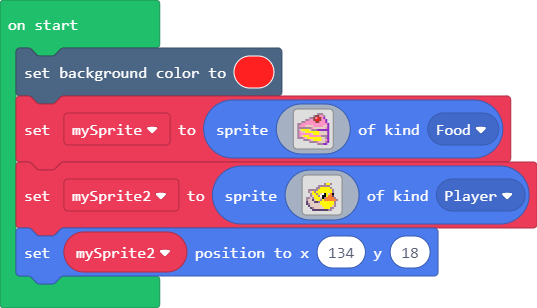 on start
set background color to
set mySprite to sprite of kind Food
set mySprite2 to sprite of kind Player
set mySprite2 position to x 134 y 18